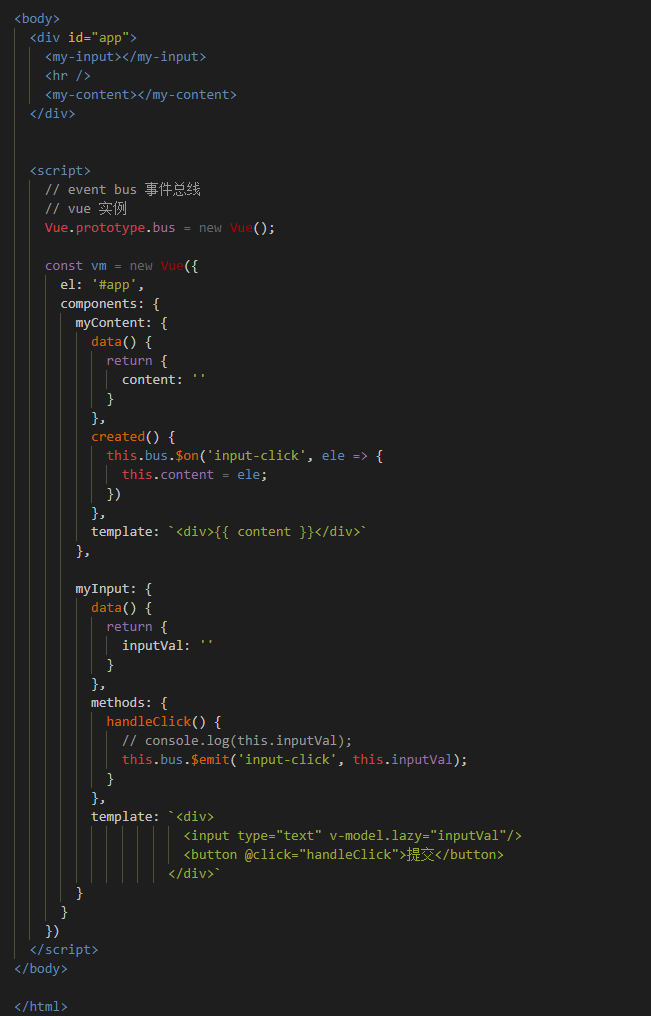 <body>
<div id="app">
<my-input></my-input>
<hr />
<my-content></my-content>
</div>
<script>
// event bus 事件总线
// vue 实例
Vue.prototype.bus = new Vue();
const vm = new Vue({
el: '#app',
components: {
myContent: {
data() {
return {
content: ''
}
},
created() {
this.bus.$on('input-click', ele => {
this.content = ele;
})
},
template: `<div>{{ content }}</div>`
},
myInput: {
data() {
return {
inputVal: ''
}
},
methods: {
handleClick() {
// console.log(this.inputVal);
this.bus.$emit('input-click', this.inputVal);
}
},
template: `<div>
<input type="text" v-model.lazy="inputVal"/>
<button @click="handleClick">提交</button>
</div>`
}
}
})
</script>
</body>
</html>